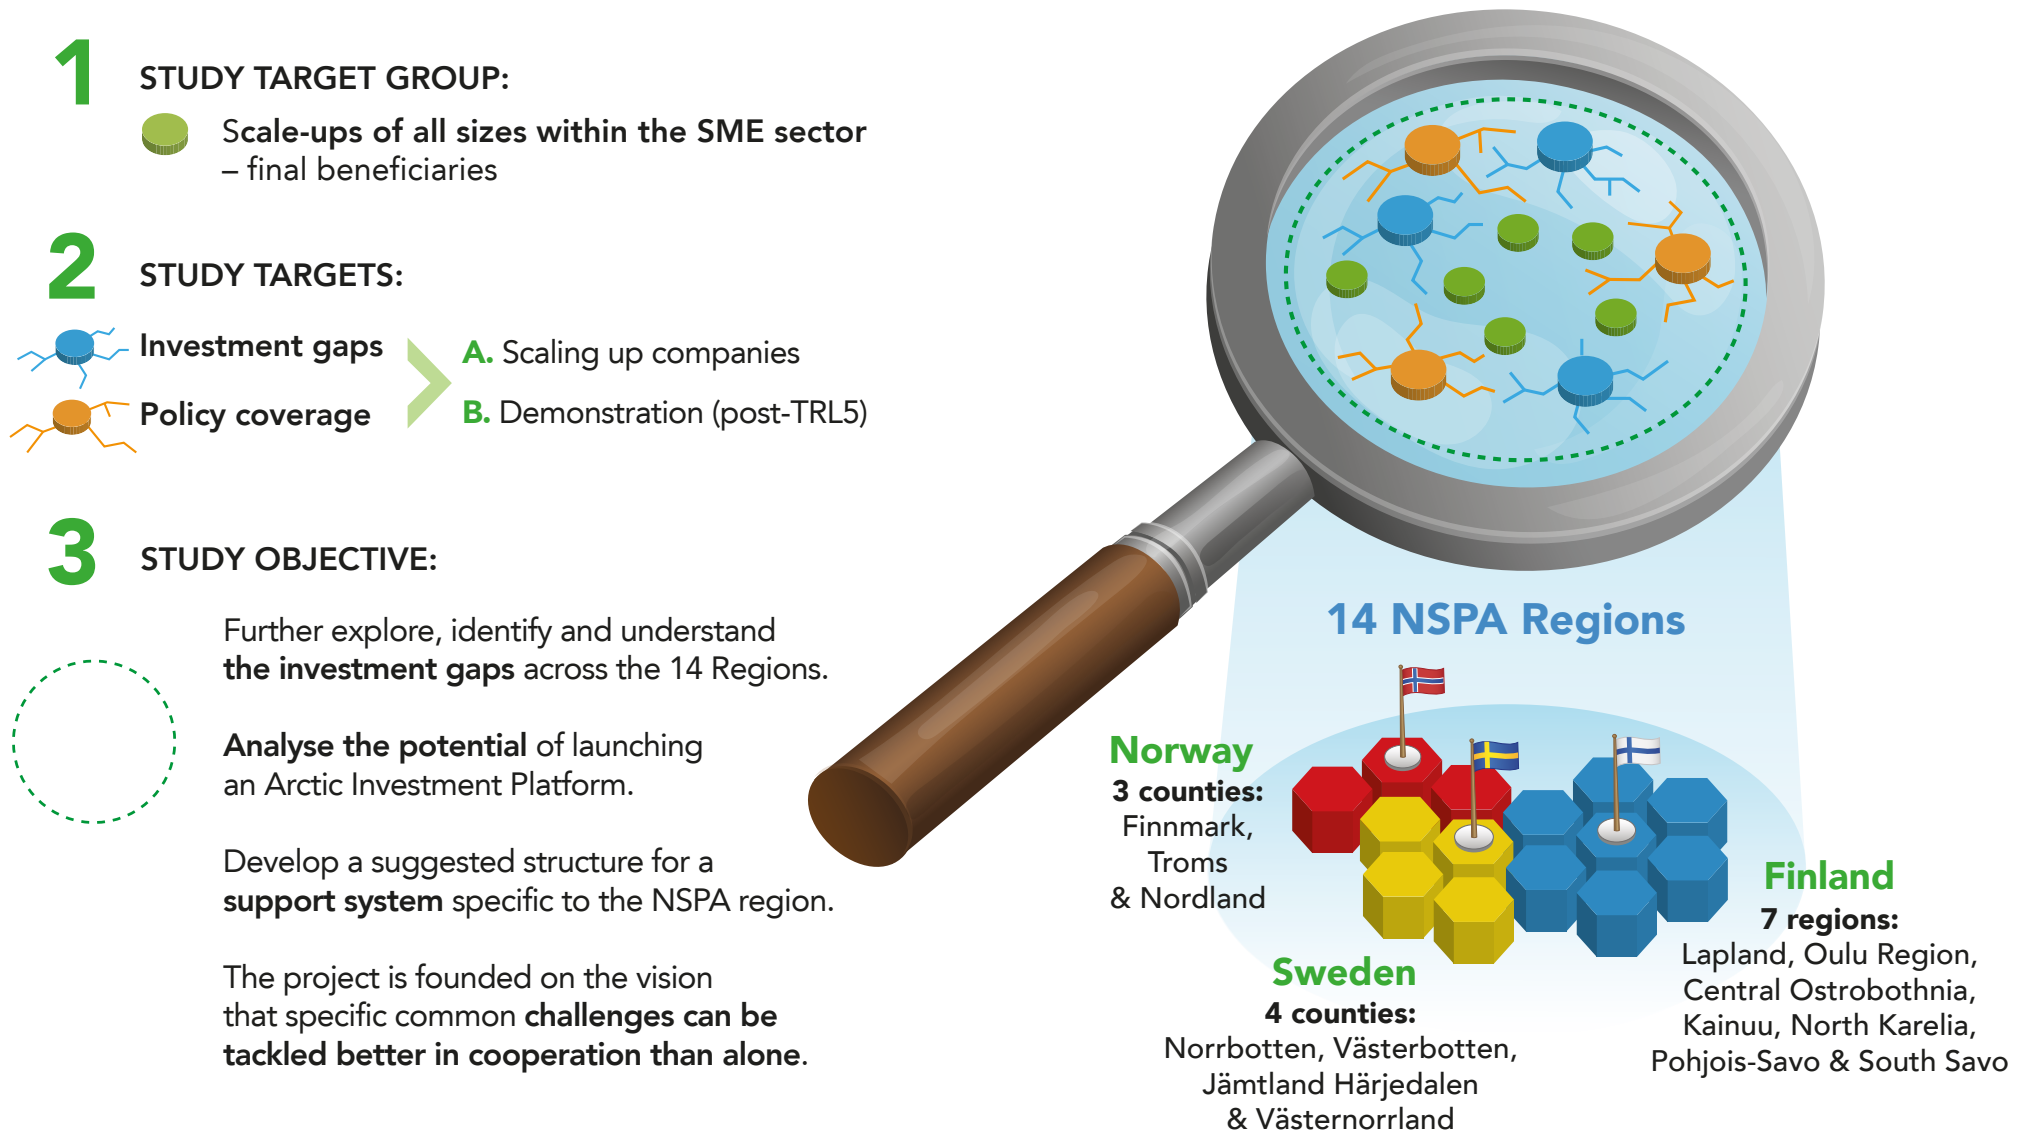 1
STUDY TARGET GROUP:
Scale-ups of all sizes within the SME sector
– final beneficiaries
2
STUDY TARGETS:
Investment gaps
Policy coverage
A. Scaling up companies
B. Demonstration (post-TRL5)
3
STUDY OBJECTIVE:
Further explore, identify and understand
the investment gaps across the 14 Regions.
Analyse the potential of launching
an Arctic Investment Platform.
Develop a suggested structure for a
support system specific to the NSPA region.
The project is founded on the vision
that specific common challenges can be
tackled better in cooperation than alone.
14 NSPA Regions
Norway
3 counties:
Finnmark,
Troms
& Nordland
Sweden
4 counties:
Norrbotten, Västerbotten,
Jämtland Härjedalen
& Västernorrland
Finland
7 regions:
Lapland, Oulu Region,
Central Ostrobothnia,
Kainuu, North Karelia,
Pohjois-Savo & South Savo